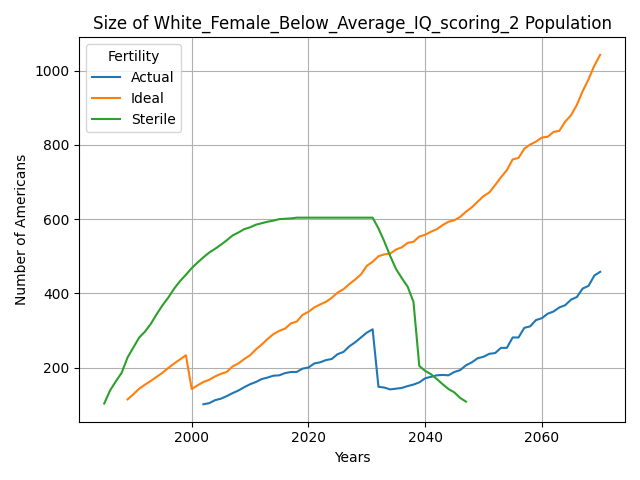 Size of White_Female_Below_Average_IQ_scoring_2 Population
Fertility
Actual
Ideal
Sterile
Number of Americans
1000
800
600
400
200
2000
2020
2040
2060
Years